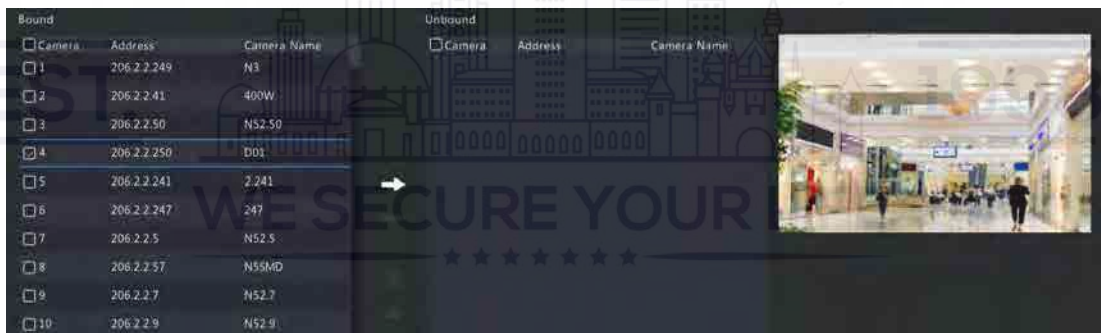 Bound
Camera Address Camera Name
1 206.2.2.249 N3
2 206.2.2.41 400W
3 206.2.2.50 N52.50
4 206.2.2.250 D01
5 206.2.2.241 2.241
6 206.2.2.247 247
7 206.2.2.5 N52.5
8 206.2.2.57 N55MD
9 206.2.2.7 N52.7
10 206.2.2.9 N52.9
Unbound
Camera Address Camera Name
WE SECURE YOUR